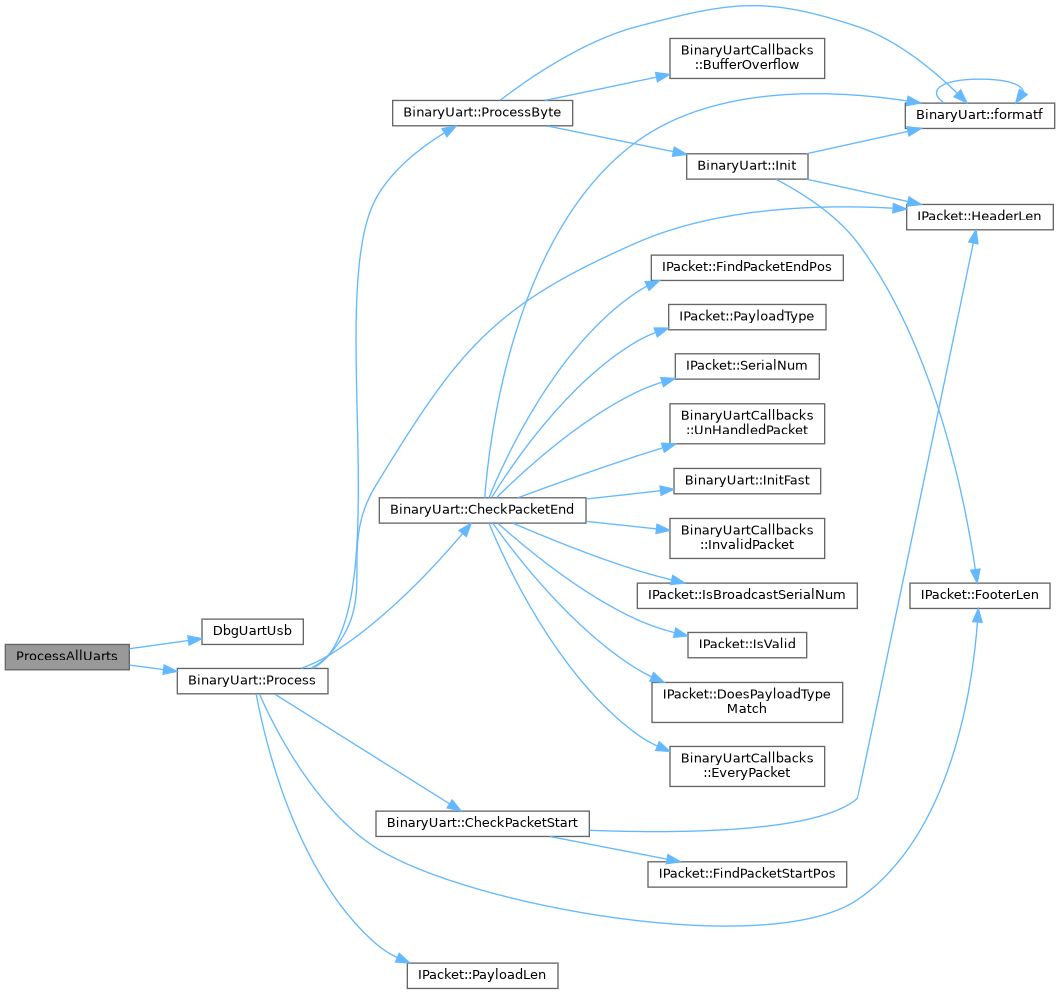 BinaryUartCallbacks
::BufferOverflow
BinaryUart::ProcessByte
BinaryUart::formatf
BinaryUart::Init
IPacket::HeaderLen
IPacket::FindPacketEndPos
IPacket::PayloadType
IPacket::SerialNum
BinaryUartCallbacks
::UnHandledPacket
BinaryUart::InitFast
BinaryUart::CheckPacketEnd
BinaryUartCallbacks
::InvalidPacket
IPacket::IsBroadcastSerialNum
IPacket::FooterLen
DbgUartUsb
IPacket::IsValid
ProcessAllUarts
BinaryUart::Process
IPacket::DoesPayloadType
Match
BinaryUartCallbacks
::EveryPacket
BinaryUart::CheckPacketStart
IPacket::FindPacketStartPos
IPacket::PayloadLen